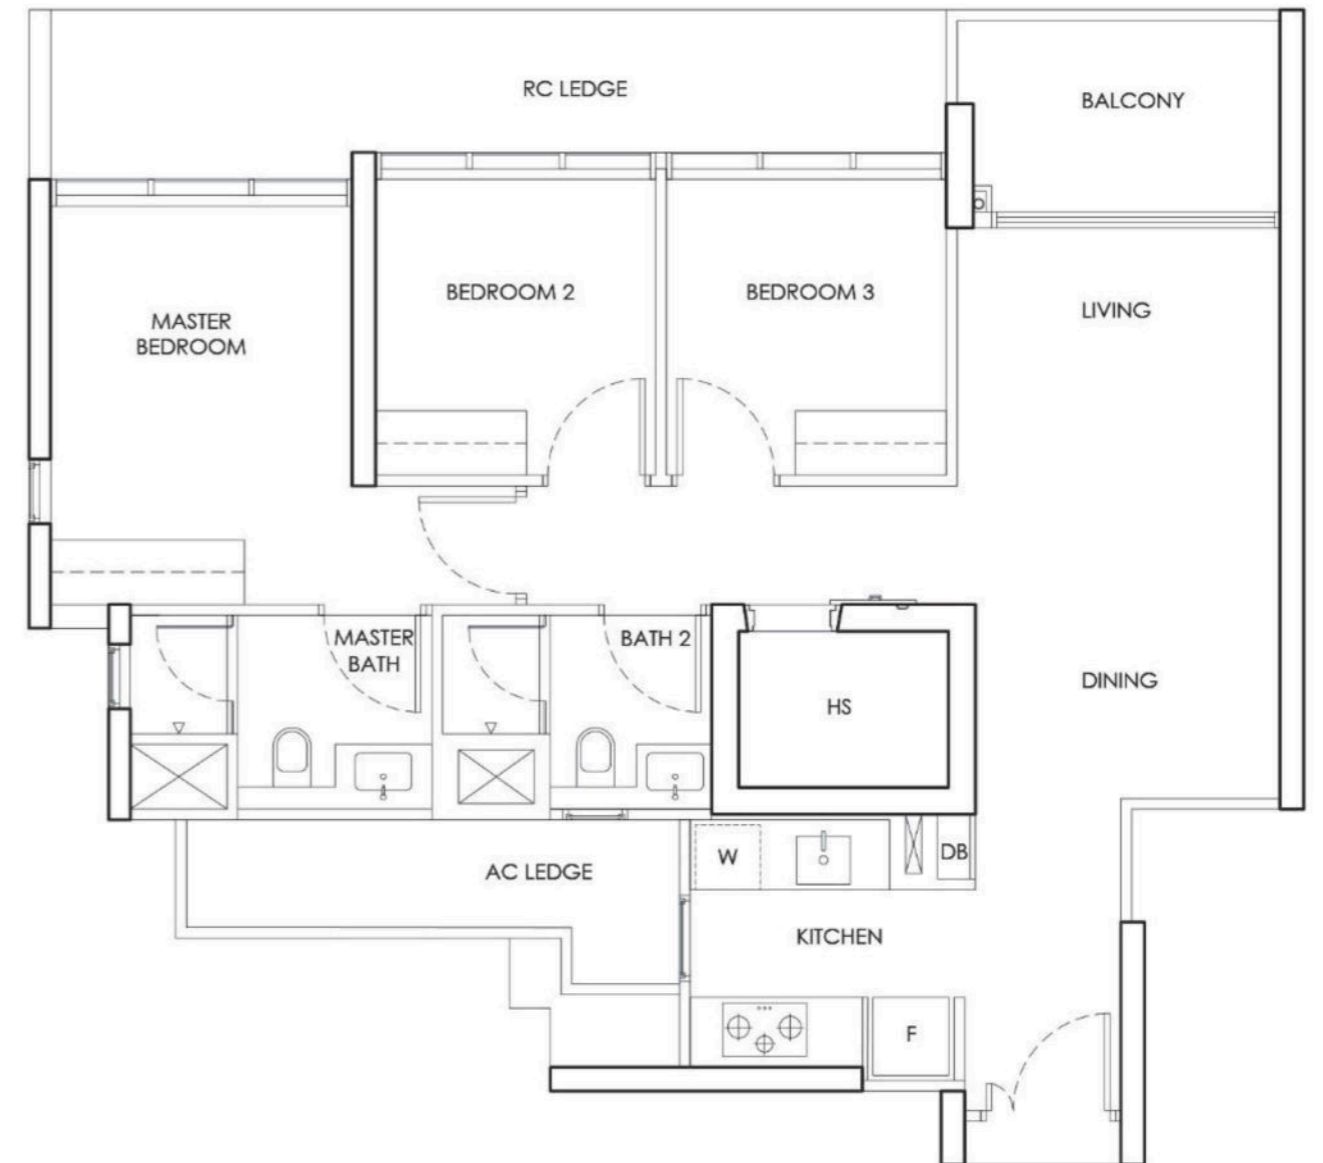 RC LEDGE
BALCONY
BEDROOM 2
BEDROOM 3
LIVING
MASTER
BEDROOM
MASTER
BATH
BATH 2
HS
DINING
AC LEDGE
W
DB
KITCHEN
F